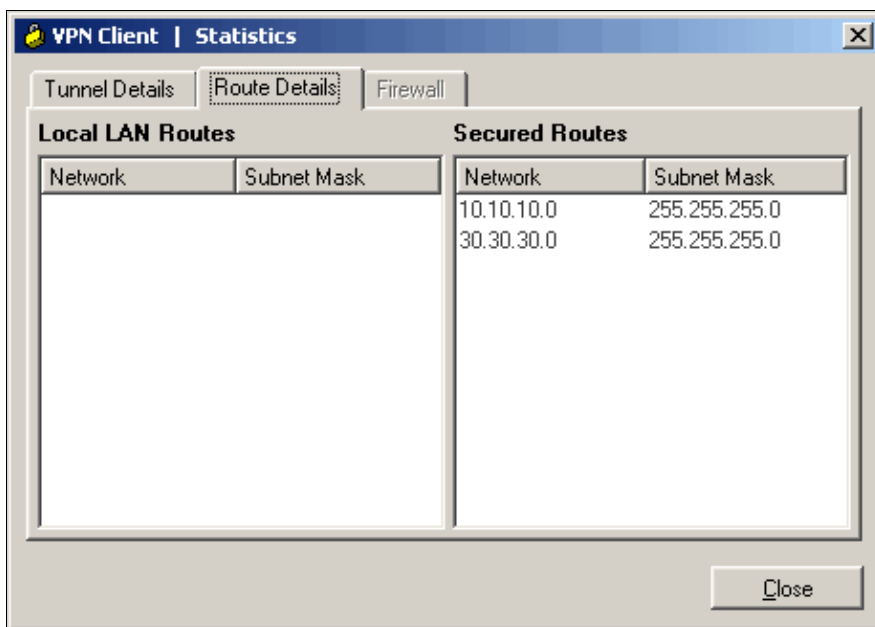 VPN Client | Statistics
Tunnel Details Route Details Firewall
Local LAN Routes Secured Routes
Network Subnet Mask Network Subnet Mask
10.10.10.0 255.255.255.0
30.30.30.0 255.255.255.0
Close